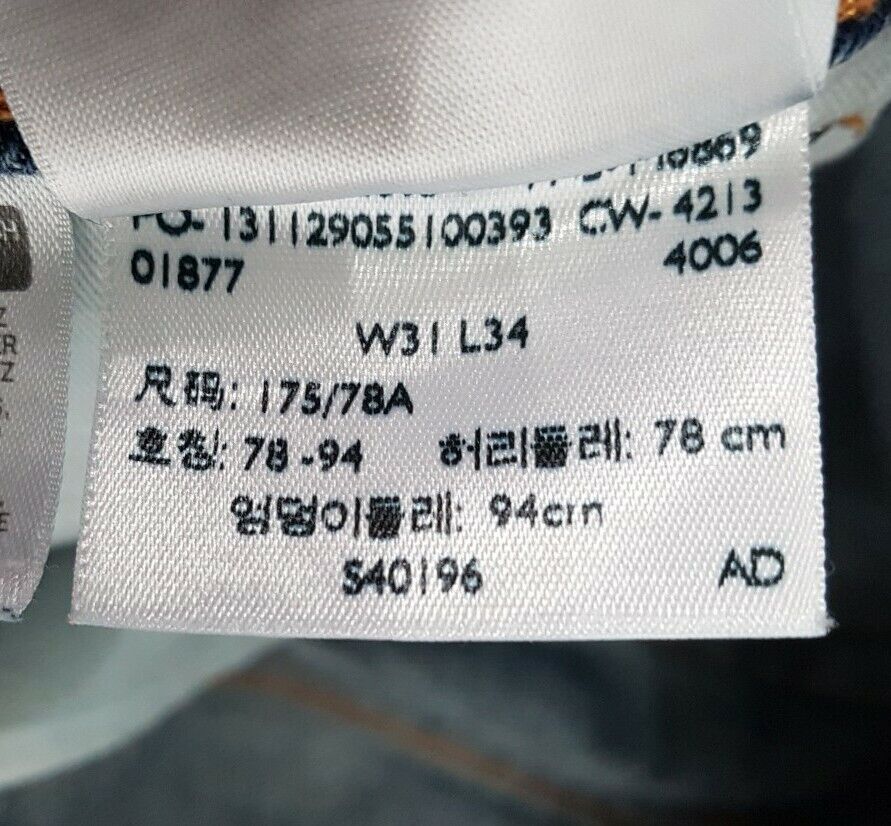 PO-131129055100393 CW-4213
01877 4006
W31 L34
尺码: 175/78A
호칭: 78-94 허리둘레: 78 cm
엉덩이둘레: 94cm
S40196 AD